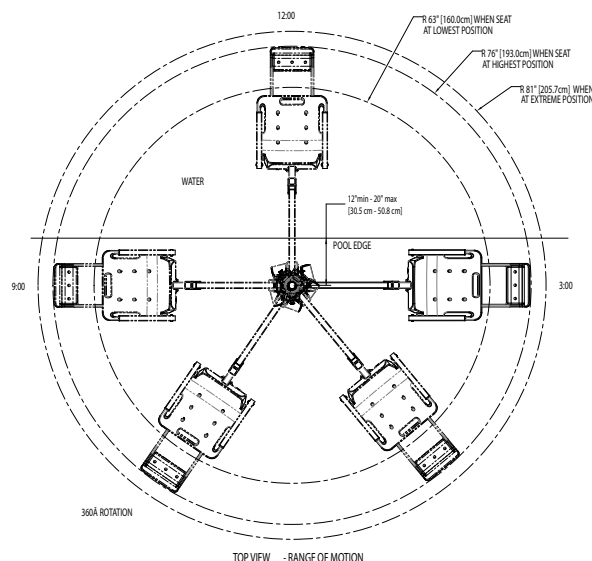 12:00
R 63" [160.0cm] WHEN SEAT
AT LOWEST POSITION
R 76" [193.0cm] WHEN SEAT
AT HIGHEST POSITION
R 81" [205.7cm] WHEN
AT EXTREME POSITION
WATER
12"min - 20" max
[30.5 cm - 50.8 cm]
POOL EDGE
9:00
3:00
360Â ROTATION
TOP VIEW - RANGE OF MOTION